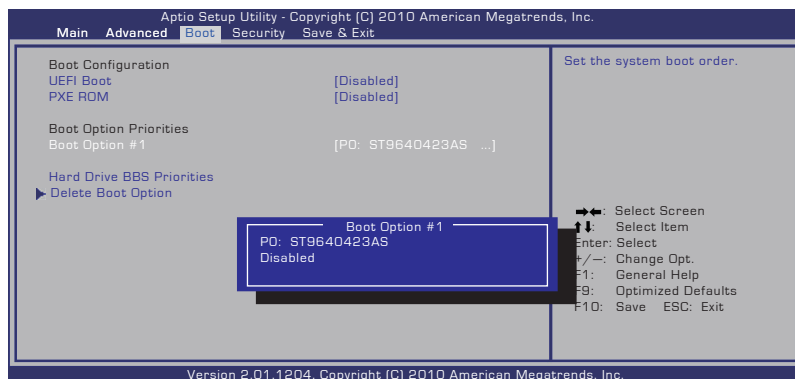 Aptio Setup Utility - Copyright (C) 2010 American Megatrends, Inc.
Main Advanced Boot Security Save & Exit
Boot Configuration
UEFI Boot [Disabled]
PXE ROM [Disabled]
Boot Option Priorities
Boot Option #1 [P0: ST9640423AS ...]
Hard Drive BBS Priorities
Delete Boot Option
Set the system boot order.
Boot Option #1
P0: ST9640423AS
Disabled
→←: Select Screen
↑↓: Select Item
Enter: Select
+/—: Change Opt.
F1: General Help
F9: Optimized Defaults
F10: Save ESC: Exit
Version 2.01.1204. Copyright (C) 2010 American Megatrends, Inc.